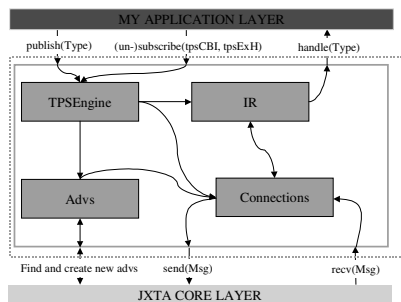 MY APPLICATION LAYER
publish(Type) (un-)subscribe(tpsCBI, tpsExH) handle(Type)
TPSEngine IR
Advs Connections
Find and create new advs send(Msg) recv(Msg)
JXTA CORE LAYER